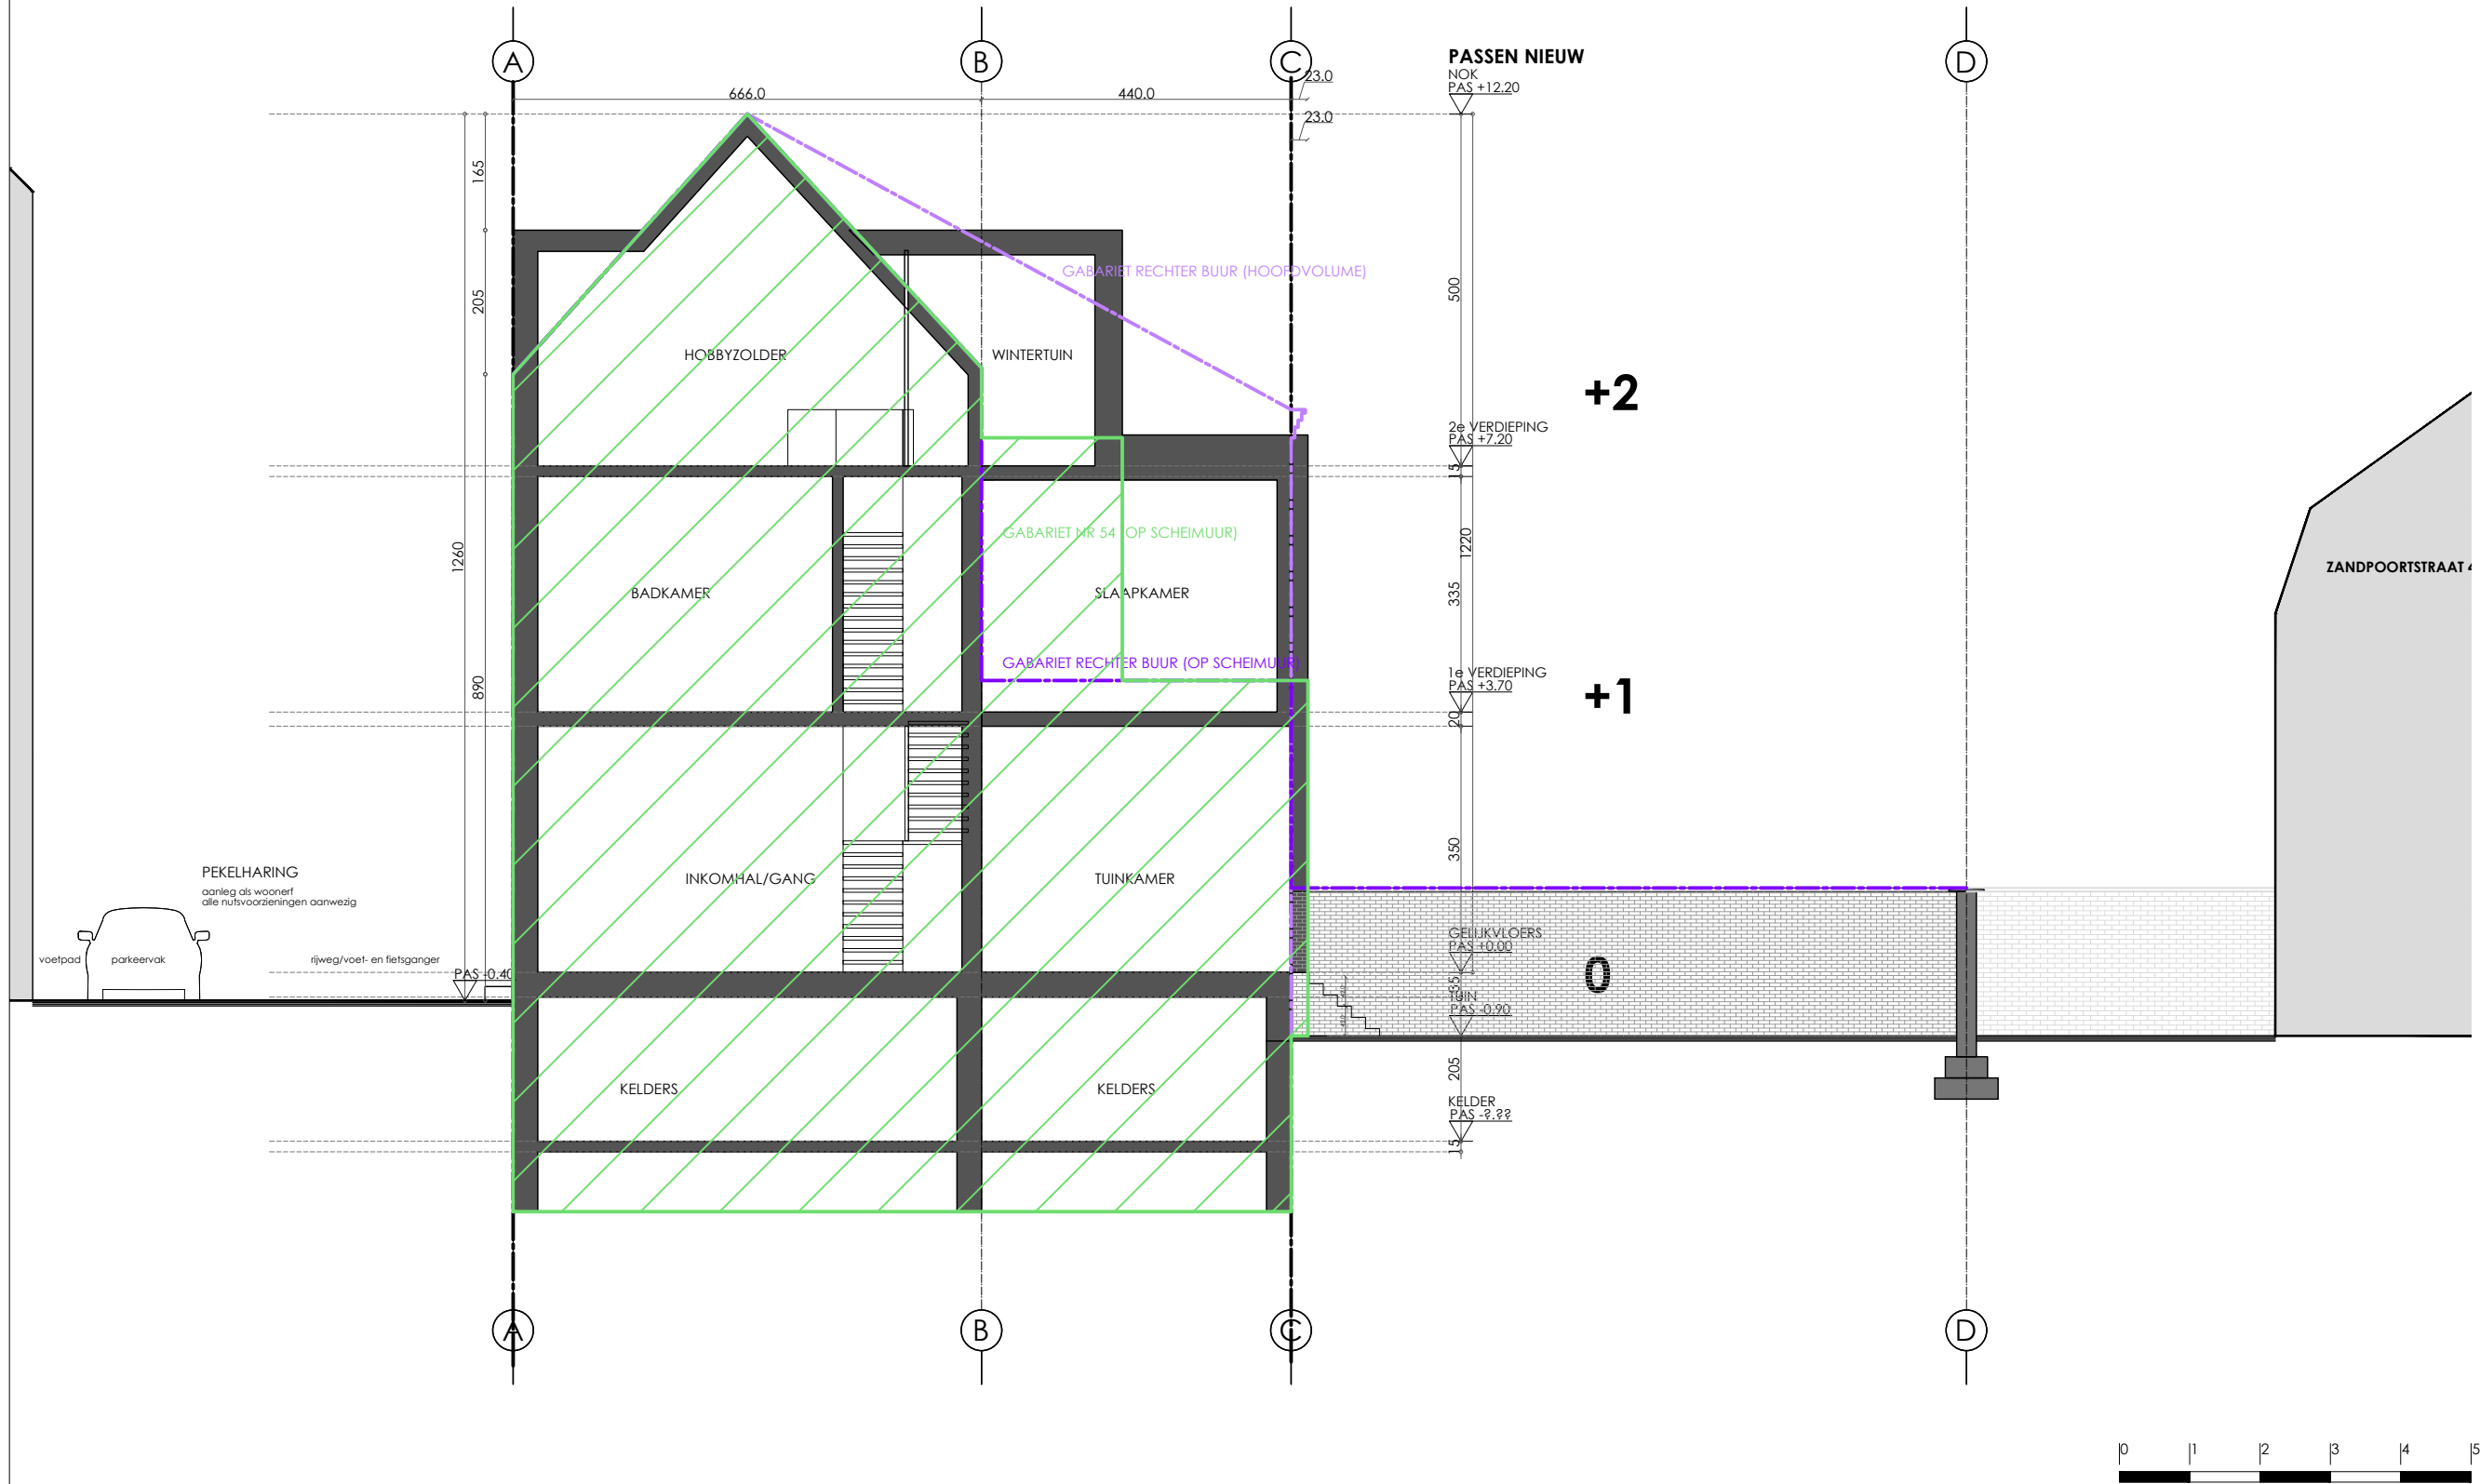 A
B
C
D
PASSEN NIEUW
NOK
PAS +12.20
666.0
440.0
23.0
23.0
165
205
1260
890
500
GABARIET RECHTER BUUR (HOOFDVOLUME)
HOBBYZOLDER
WINTERTUIN
+2
2e VERDIEPING
PAS +7.20
15
GABARIET NR 54 (OP SCHEIMUUR)
1220
335
BADKAMER
SLAAPKAMER
ZANDPOORTSTRAAT 4
GABARIET RECHTER BUUR (OP SCHEIMUUR)
1e VERDIEPING
PAS +3.70
+1
20
350
PEKELHARING
aanleg als woonerf
alle nutsvoorzieningen aanwezig
INKOMHAL/GANG
TUINKAMER
voetpad
parkeervak
rijweg/voet- en fietsganger
PAS -0.40
GELIJKVLOERS
PAS +0.00
0
35
TUIN
PAS -0.90
205
KELDERS
KELDERS
KELDER
PAS -?.??
15
A
B
C
D
0
1
2
3
4
5